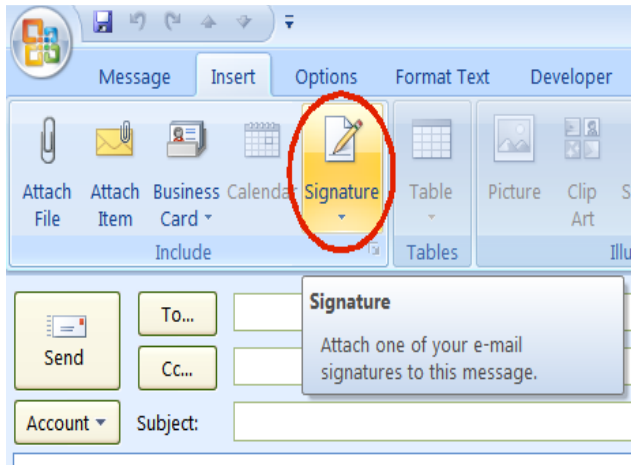 Message Insert Options Format Text Developer
Attach File
Attach Item
Business Card
Calendar
Signature
Table
Picture
Clip Art
S
Include
Tables
Illu
Send
To...
Cc...
Account
Subject:
Signature
Attach one of your e-mail
signatures to this message.